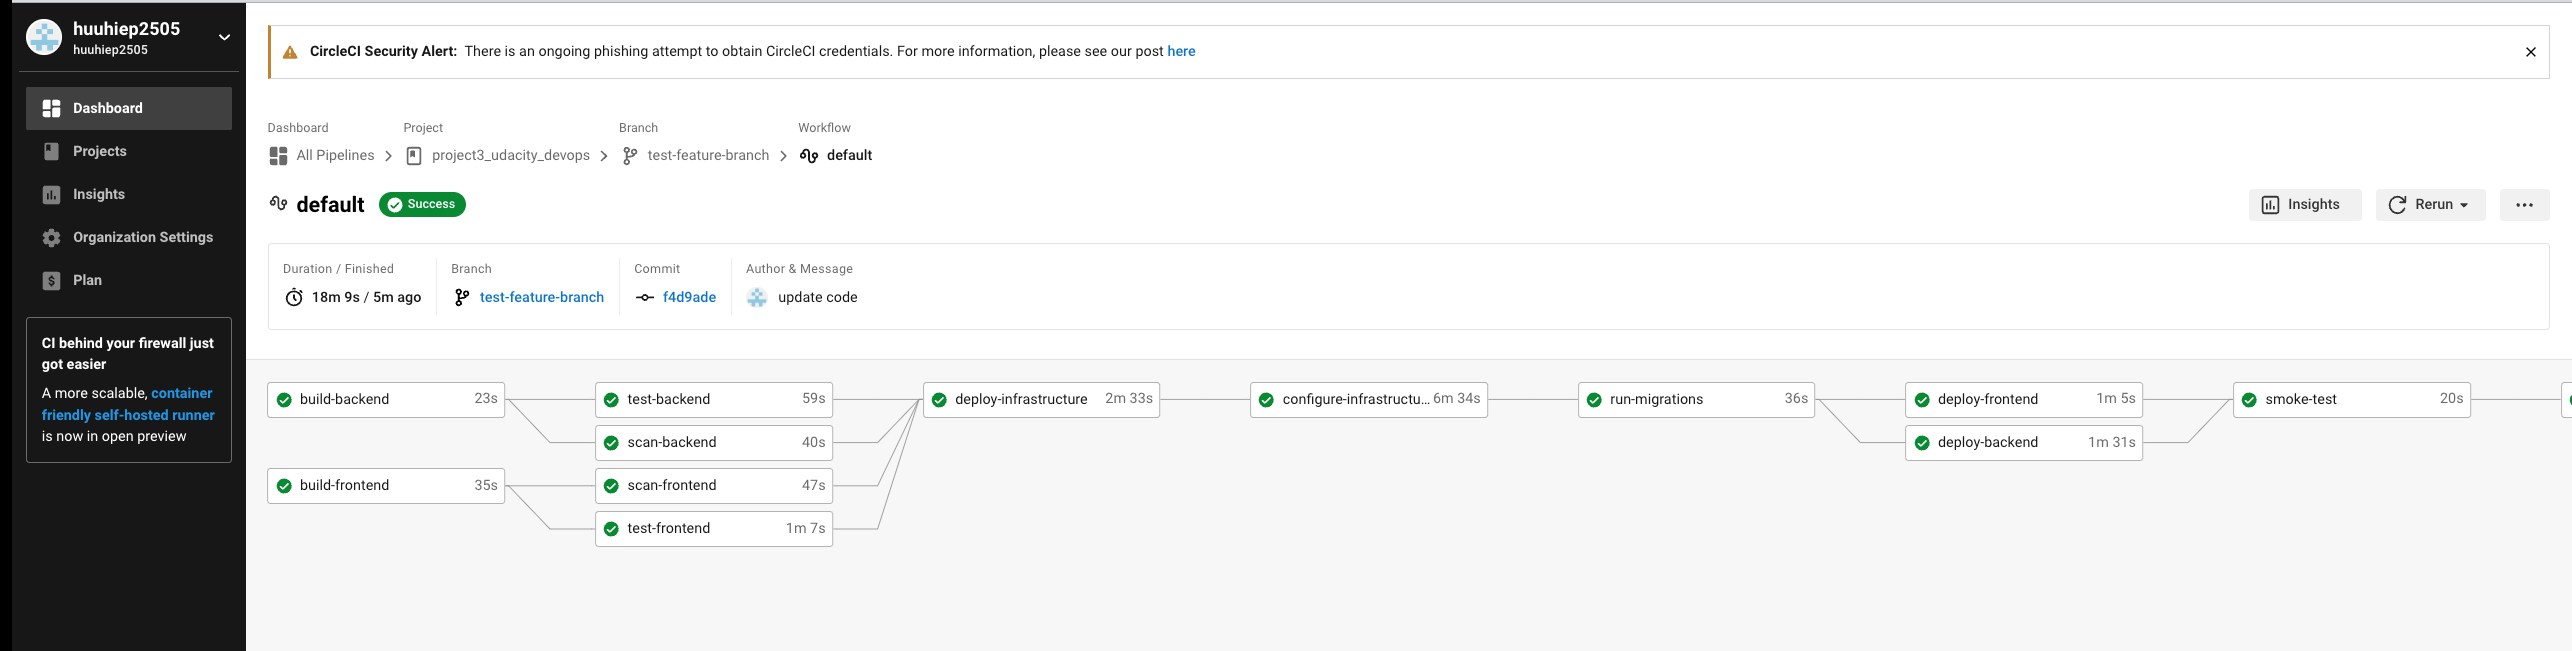 huuhiep2505
huuhiep2505
Dashboard
Projects
Insights
Organization Settings
Plan
CI behind your firewall just
got easier
A more scalable, container
friendly self-hosted runner
is now in open preview
CircleCI Security Alert: There is an ongoing phishing attempt to obtain CircleCI credentials. For more information, please see our post here
Dashboard Project Branch Workflow
All Pipelines project3_udacity_devops test-feature-branch default
default Success
Insights Rerun
Duration / Finished Branch Commit Author & Message
18m 9s / 5m ago test-feature-branch f4d9ade update code
build-backend 23s test-backend 59s deploy-infrastructure 2m 33s configure-infrastructu... 6m 34s run-migrations 36s deploy-frontend 1m 5s smoke-test 20s
scan-backend 40s deploy-backend 1m 31s
build-frontend 35s scan-frontend 47s
test-frontend 1m 7s